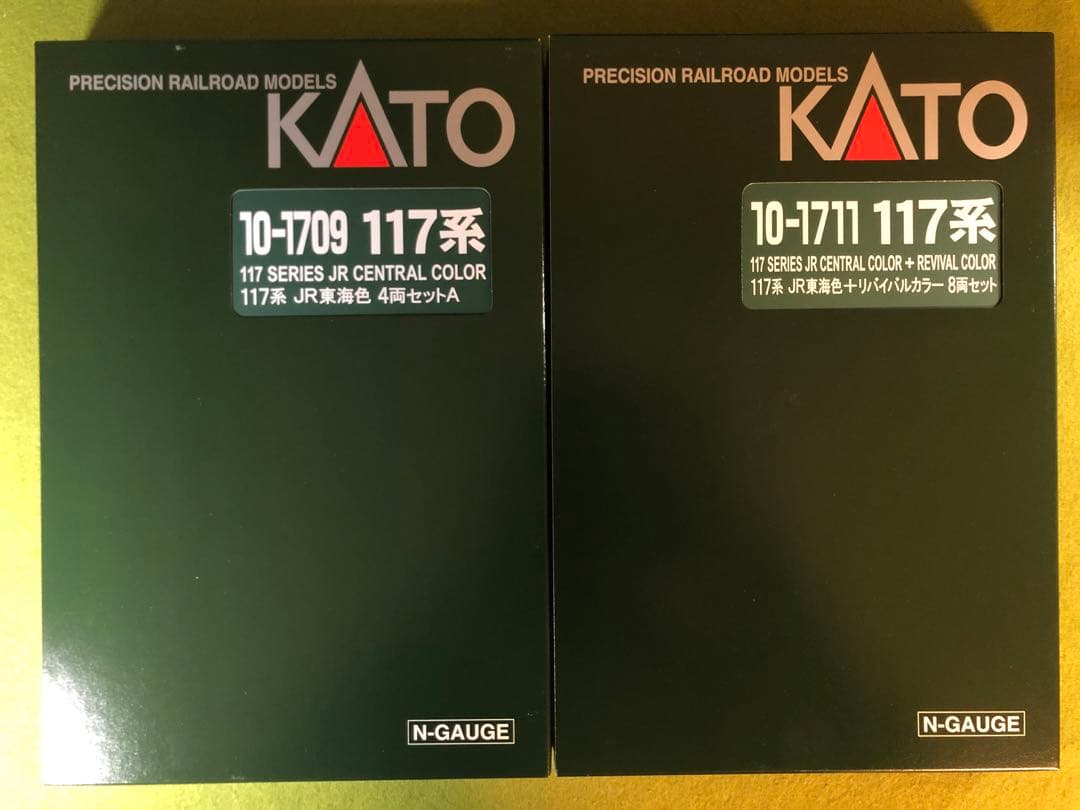 PRECISION RAILROAD MODELS
KATO
10-1709 117系
117 SERIES JR CENTRAL COLOR
117系 JR東海色 4両セットA
N-GAUGE
PRECISION RAILROAD MODELS
KATO
10-1711 117系
117 SERIES JR CENTRAL COLOR + REVIVAL COLOR
117系 JR東海色+リバイバルカラー 8両セット
N-GAUGE